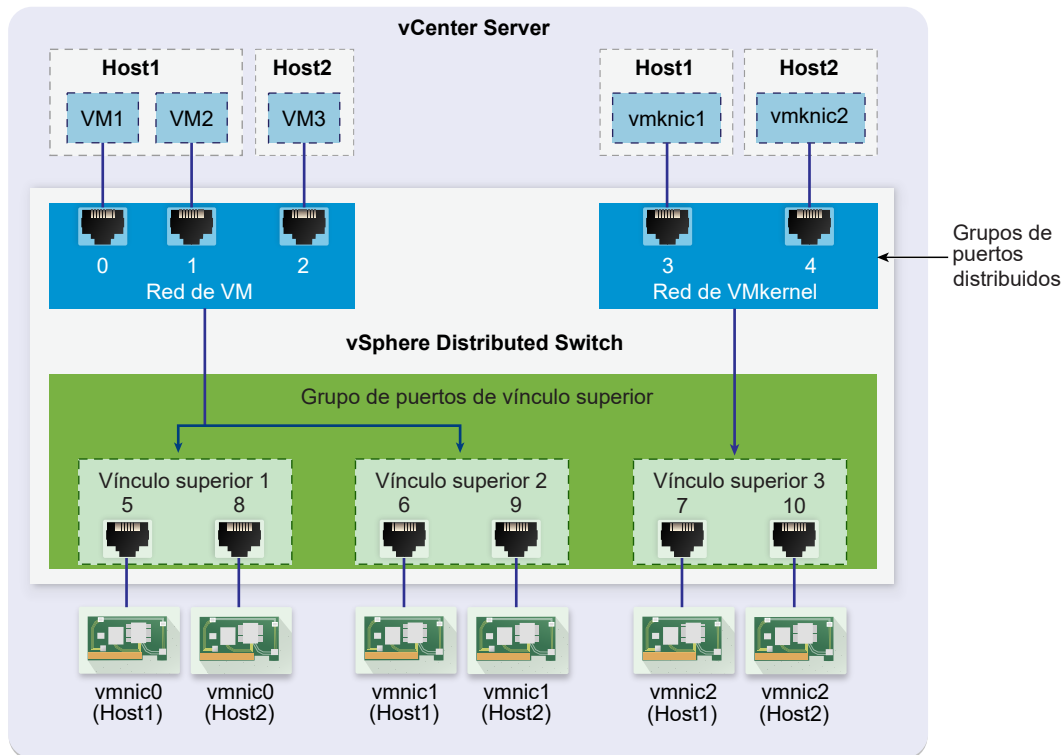 vCenter Server
Host1
Host2
Host1
Host2
VM1
VM2
VM3
vmknic1
vmknic2
0
1
2
3
4
Red de VM
Red de VMkernel
Grupos de
puertos
distribuidos
vSphere Distributed Switch
Grupo de puertos de vínculo superior
Vínculo superior 1
Vínculo superior 2
Vínculo superior 3
5
8
6
9
7
10
vmnic0
(Host1)
vmnic0
(Host2)
vmnic1
(Host1)
vmnic1
(Host2)
vmnic2
(Host1)
vmnic2
(Host2)